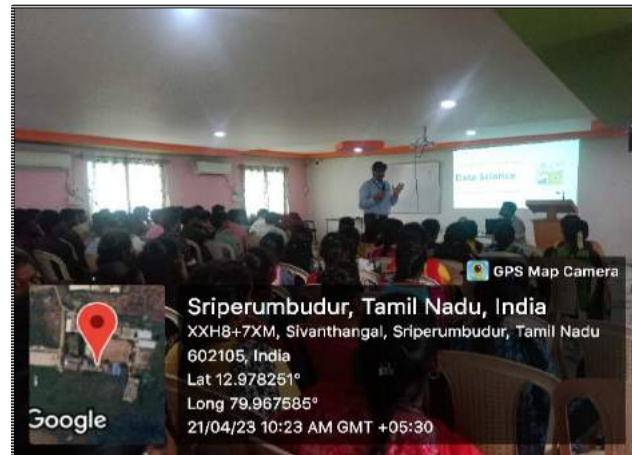 Data Science
GPS Map Camera
Sriperumbudur, Tamil Nadu, India
XXH8+7XM, Sivanthangal, Sriperumbudur, Tamil Nadu
602105, India
Lat 12.978251°
Long 79.967585°
21/04/23 10:23 AM GMT +05:30
Google